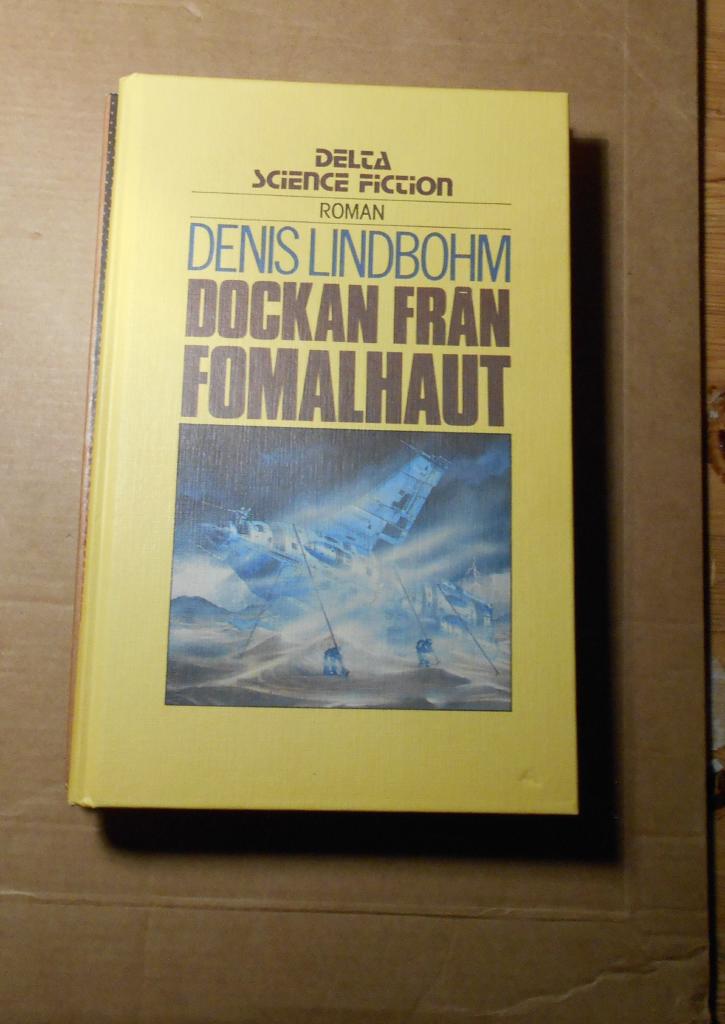 DELTA
SCIENCE FICTION
ROMAN
DENIS LINDBOHM
DOCKAN FRÅN
FOMALHAUT